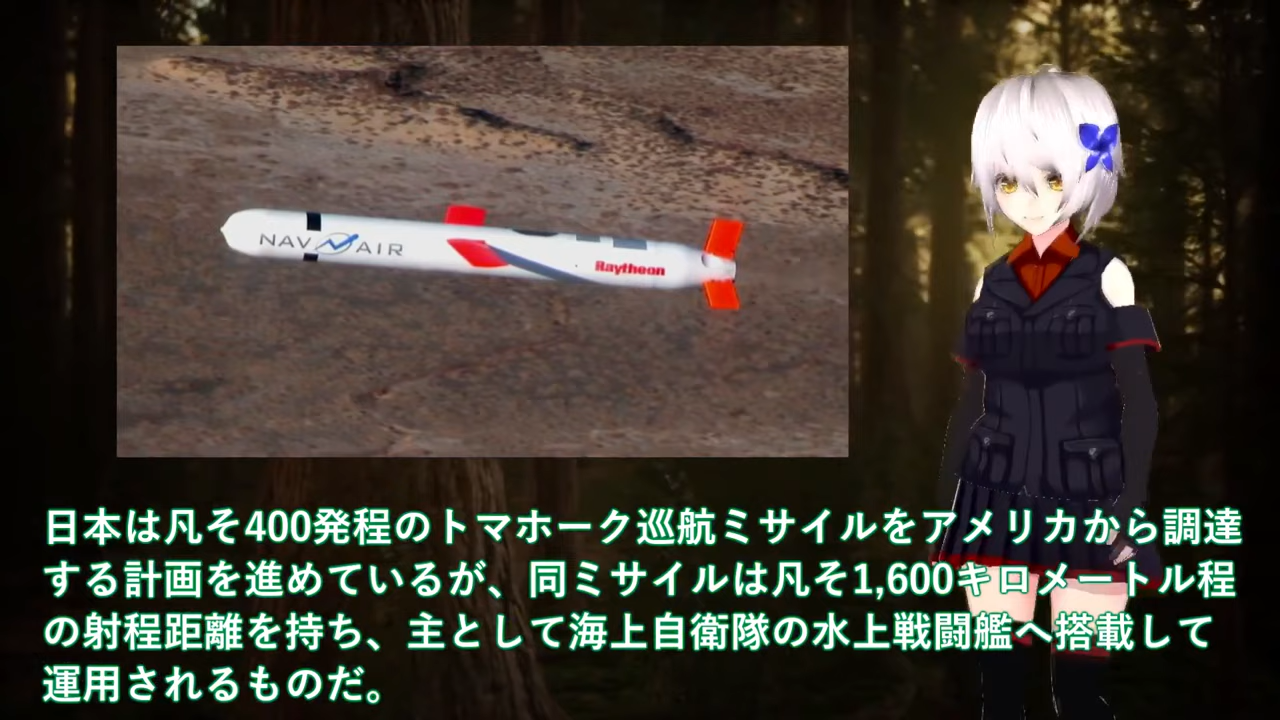 NAV AIR
Raytheon
日本は凡そ400発程のトマホーク巡航ミサイルをアメリカから調達
する計画を進めているが、同ミサイルは凡そ1,600キロメートル程
の射程距離を持ち、主として海上自衛隊の水上戦闘艦へ搭載して
運用されるものだ。